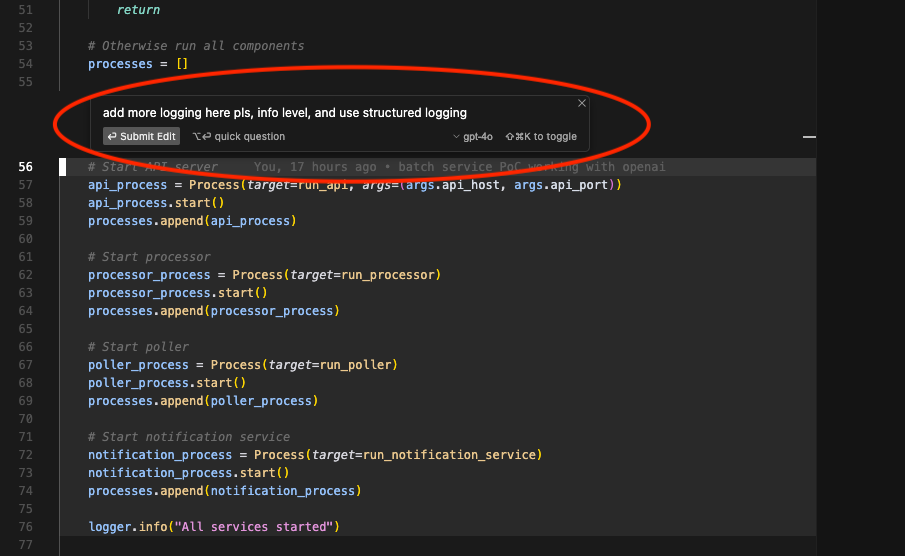 51 return
52
53 # Otherwise run all components
54 processes = []
55
add more logging here pls, info level, and use structured logging
Submit Edit quick question gpt-4o ⇧⌘K to toggle
56 # Start API server You, 17 hours ago • batch service PoC working with openai
57 api_process = Process(target=run_api, args=(args.api_host, args.api_port))
58 api_process.start()
59 processes.append(api_process)
60
61 # Start processor
62 processor_process = Process(target=run_processor)
63 processor_process.start()
64 processes.append(processor_process)
65
66 # Start poller
67 poller_process = Process(target=run_poller)
68 poller_process.start()
69 processes.append(poller_process)
70
71 # Start notification service
72 notification_process = Process(target=run_notification_service)
73 notification_process.start()
74 processes.append(notification_process)
75
76 logger.info("All services started")
77